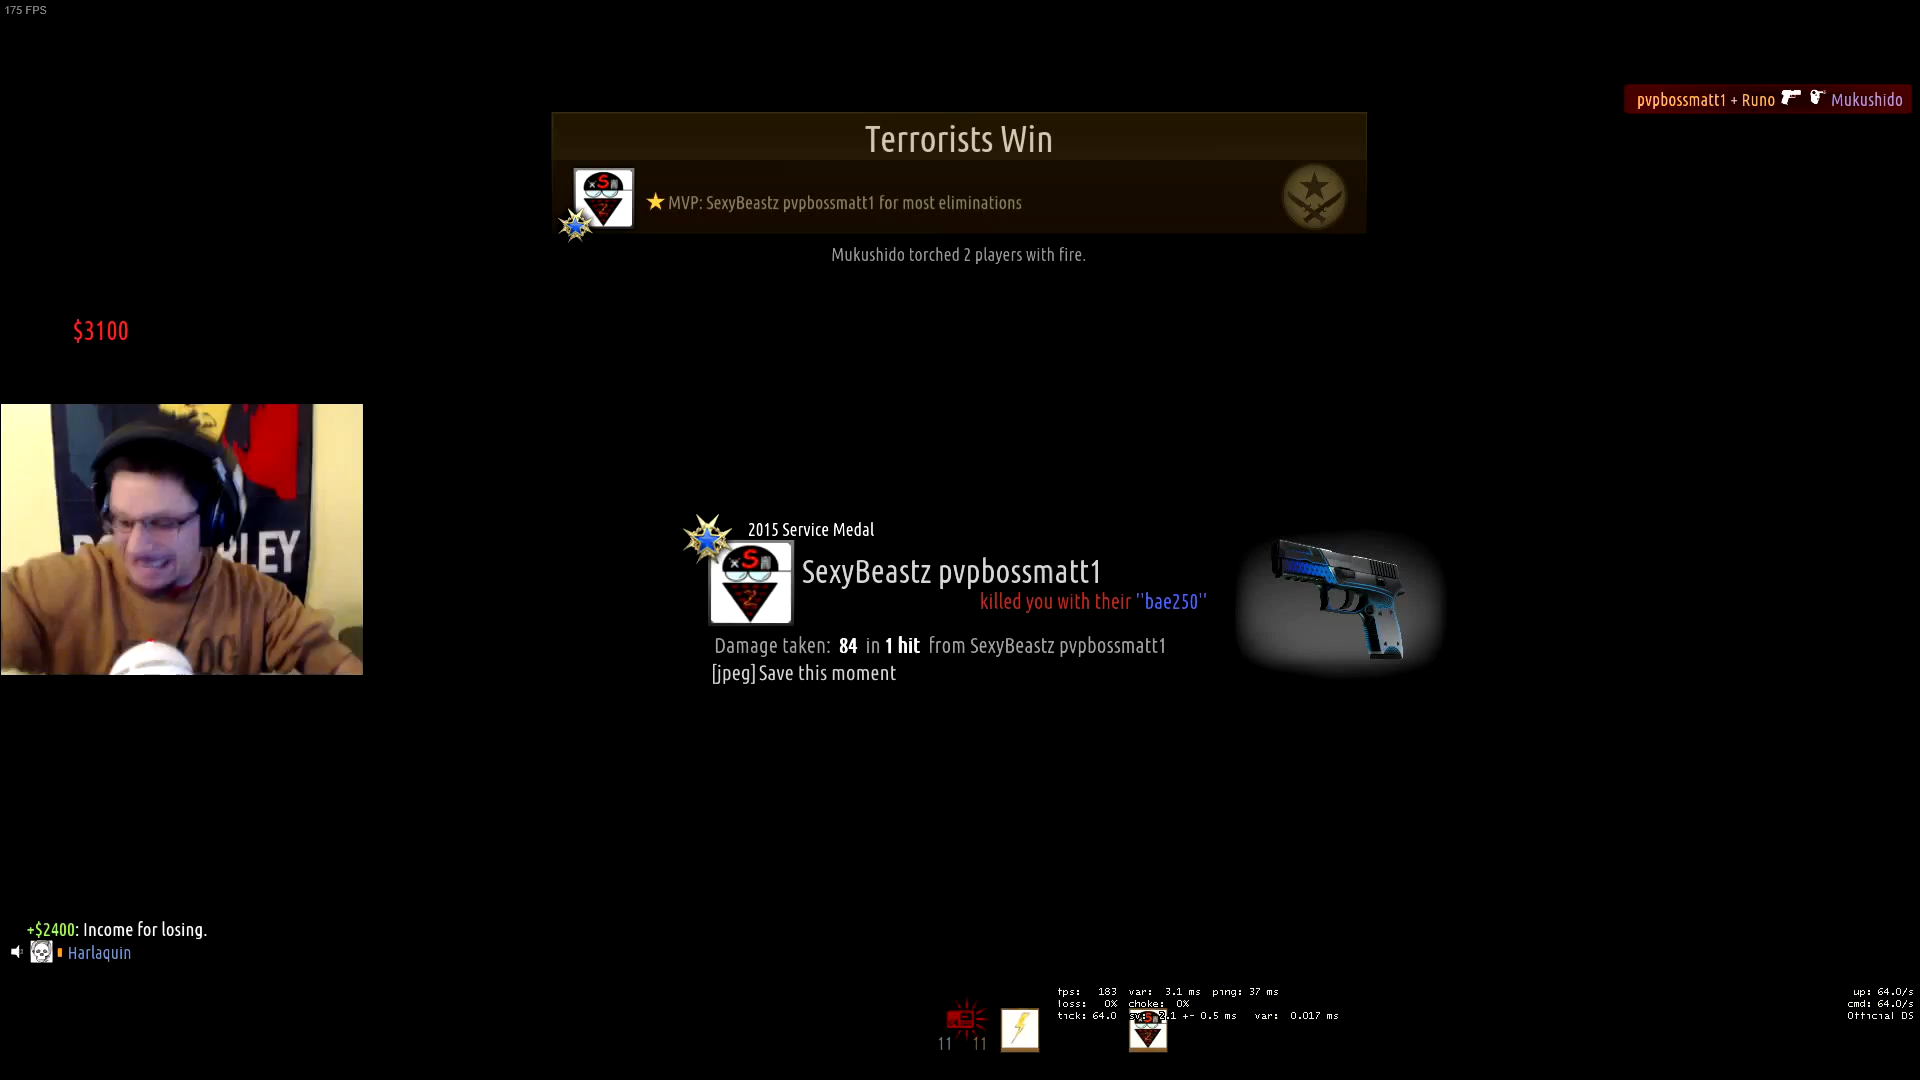 175 FPS
pvpbossmatt1 + Runo Mukushido
Terrorists Win
MVP: SexyBeastz pvpbossmatt1 for most eliminations
Mukushido torched 2 players with fire.
$3100
2015 Service Medal
SexyBeastz pvpbossmatt1
killed you with their "bae250"
Damage taken: 84 in 1 hit from SexyBeastz pvpbossmatt1
[jpeg] Save this moment
+$2400: Income for losing.
Harlaquin
fps: 183 var: 3.1 ms ping: 37 ms
loss: 0% choke: 0%
tick: 64.0 sv: 2.1 +- 0.5 ms var: 0.017 ms
11 11
up: 64.0/s
cmd: 64.0/s
Official DS